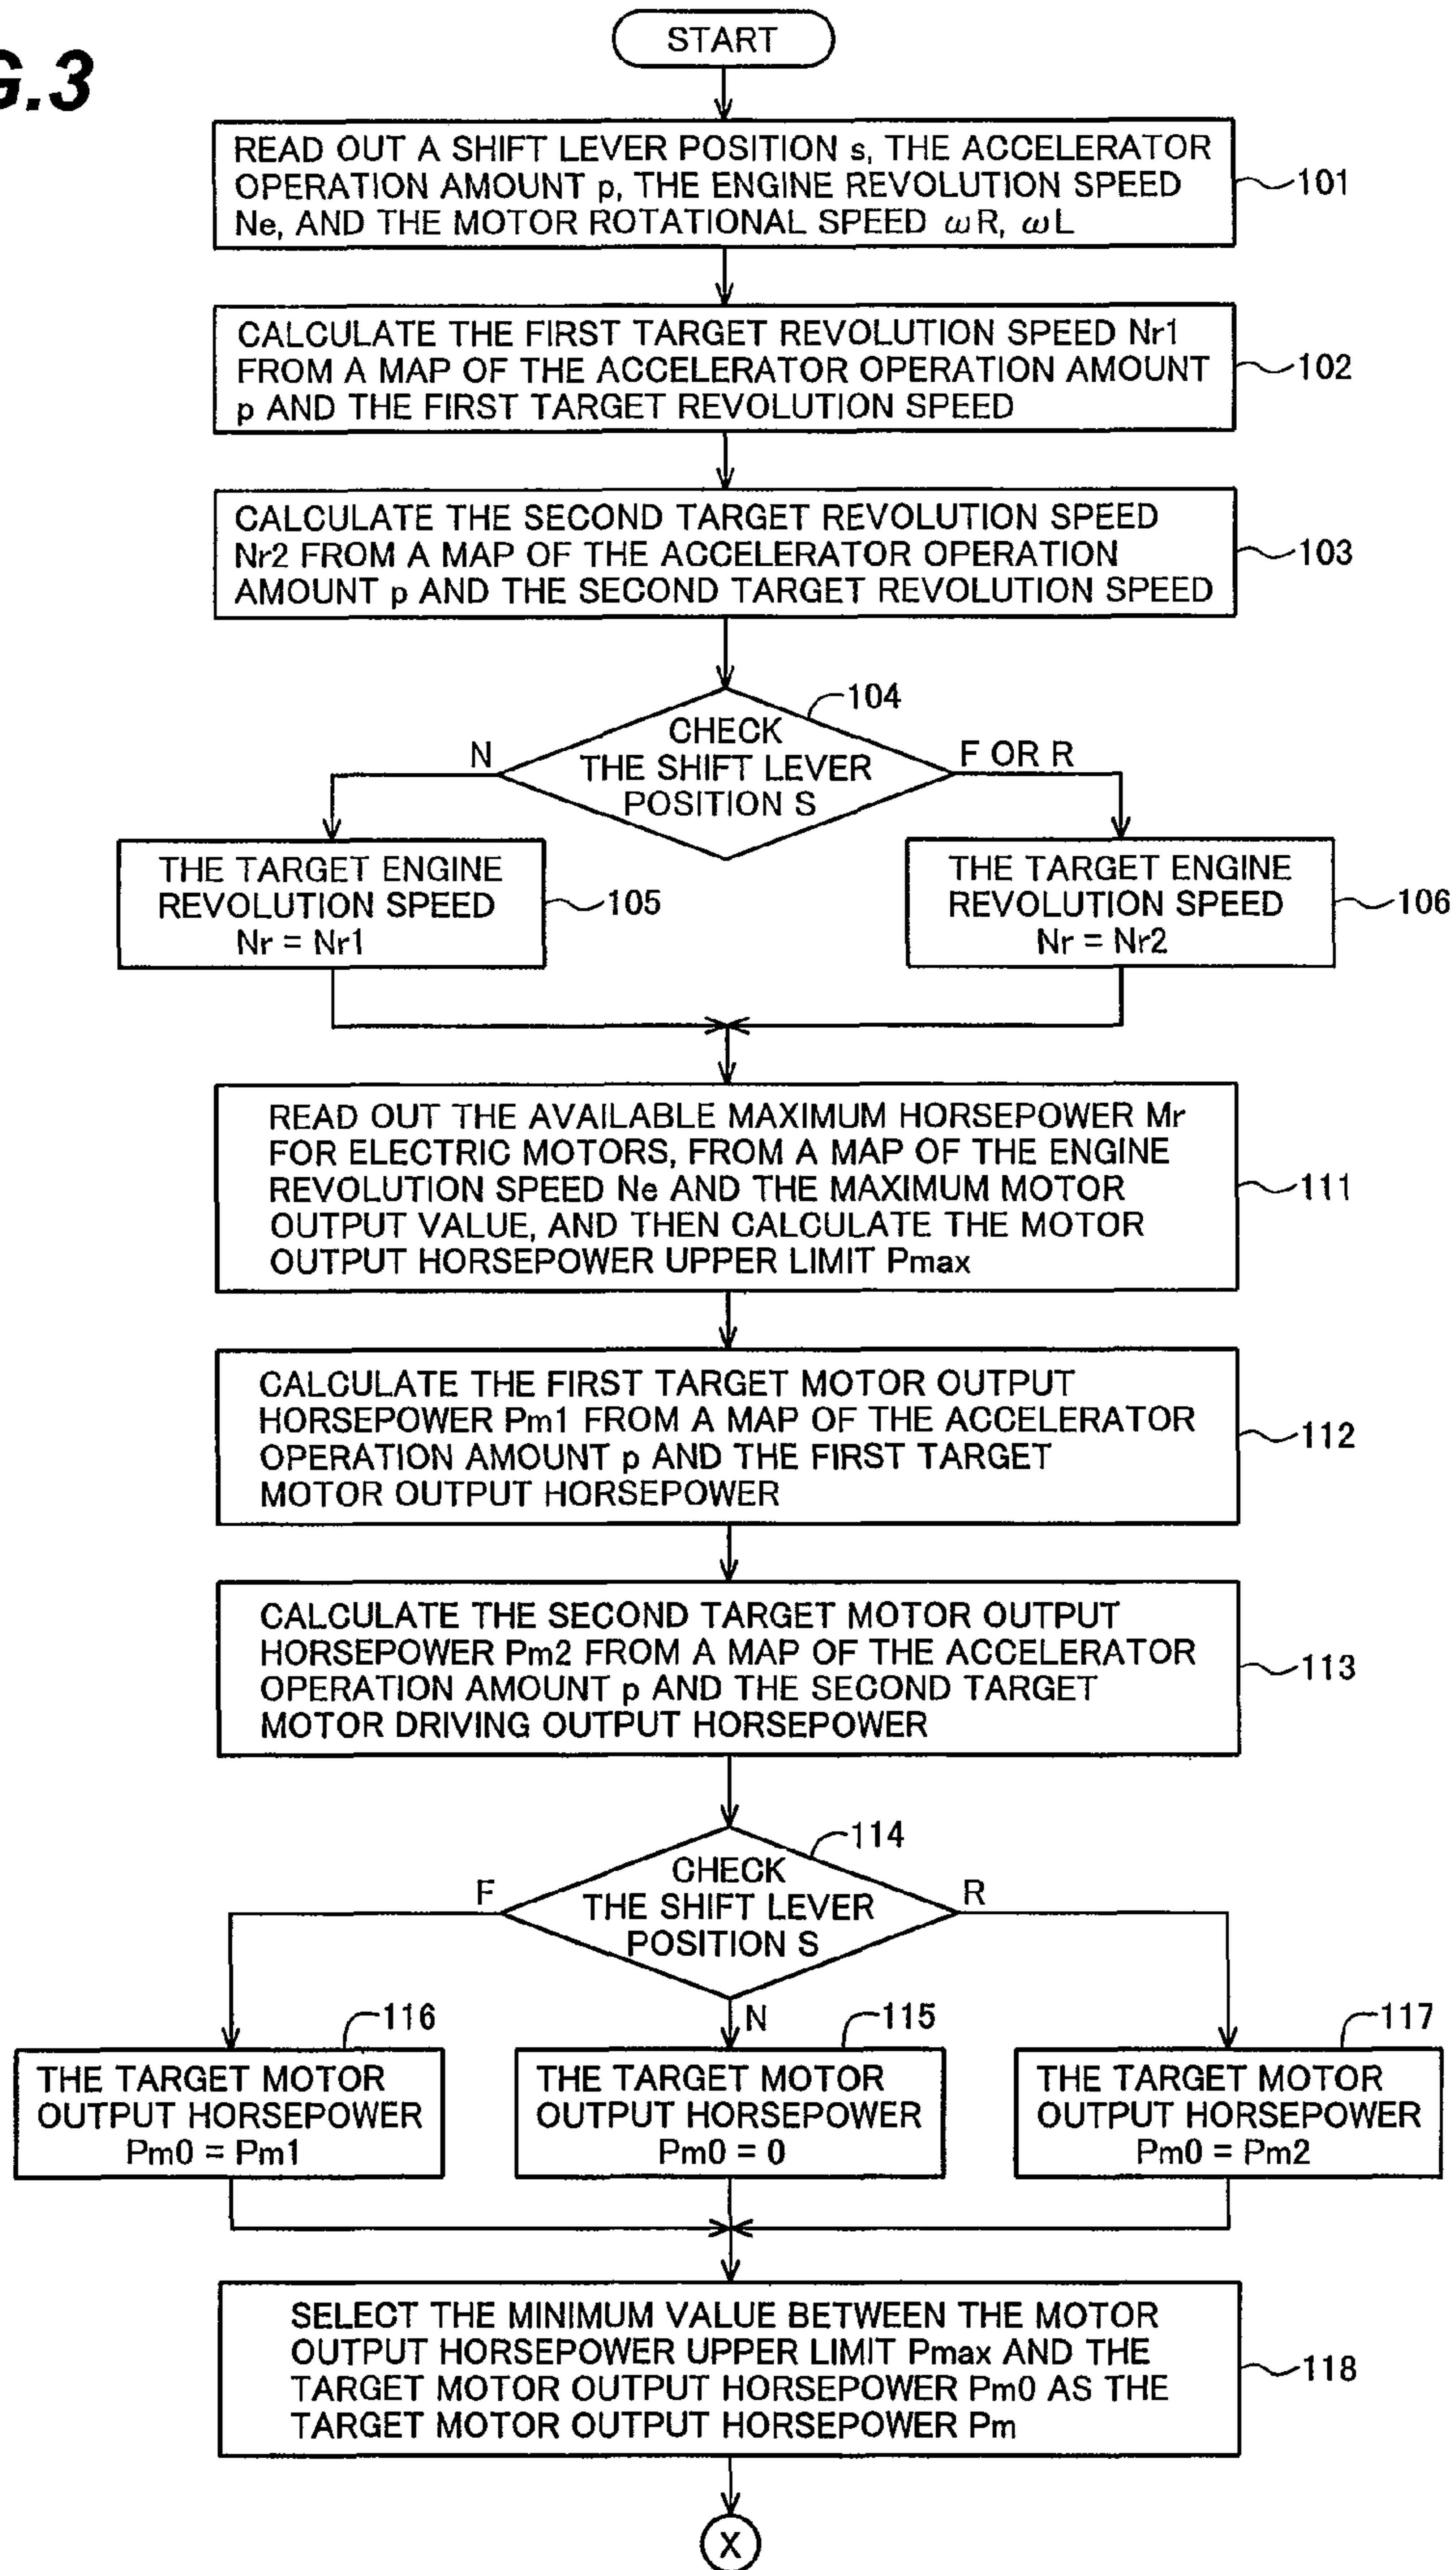 G.3
START
READ OUT A SHIFT LEVER POSITION s, THE ACCELERATOR
OPERATION AMOUNT p, THE ENGINE REVOLUTION SPEED
Ne, AND THE MOTOR ROTATIONAL SPEED ωR, ωL
101
CALCULATE THE FIRST TARGET REVOLUTION SPEED Nr1
FROM A MAP OF THE ACCELERATOR OPERATION AMOUNT
p AND THE FIRST TARGET REVOLUTION SPEED
102
CALCULATE THE SECOND TARGET REVOLUTION SPEED
Nr2 FROM A MAP OF THE ACCELERATOR OPERATION
AMOUNT p AND THE SECOND TARGET REVOLUTION SPEED
103
104
CHECK
THE SHIFT LEVER
POSITION S
N
F OR R
THE TARGET ENGINE
REVOLUTION SPEED
Nr = Nr1
105
THE TARGET ENGINE
REVOLUTION SPEED
Nr = Nr2
106
READ OUT THE AVAILABLE MAXIMUM HORSEPOWER Mr
FOR ELECTRIC MOTORS, FROM A MAP OF THE ENGINE
REVOLUTION SPEED Ne AND THE MAXIMUM MOTOR
OUTPUT VALUE, AND THEN CALCULATE THE MOTOR
OUTPUT HORSEPOWER UPPER LIMIT Pmax
111
CALCULATE THE FIRST TARGET MOTOR OUTPUT
HORSEPOWER Pm1 FROM A MAP OF THE ACCELERATOR
OPERATION AMOUNT p AND THE FIRST TARGET
MOTOR OUTPUT HORSEPOWER
112
CALCULATE THE SECOND TARGET MOTOR OUTPUT
HORSEPOWER Pm2 FROM A MAP OF THE ACCELERATOR
OPERATION AMOUNT p AND THE SECOND TARGET
MOTOR DRIVING OUTPUT HORSEPOWER
113
114
CHECK
THE SHIFT LEVER
POSITION S
F
R
N
116
THE TARGET MOTOR
OUTPUT HORSEPOWER
Pm0 = Pm1
115
THE TARGET MOTOR
OUTPUT HORSEPOWER
Pm0 = 0
117
THE TARGET MOTOR
OUTPUT HORSEPOWER
Pm0 = Pm2
SELECT THE MINIMUM VALUE BETWEEN THE MOTOR
OUTPUT HORSEPOWER UPPER LIMIT Pmax AND THE
TARGET MOTOR OUTPUT HORSEPOWER Pm0 AS THE
TARGET MOTOR OUTPUT HORSEPOWER Pm
118
X